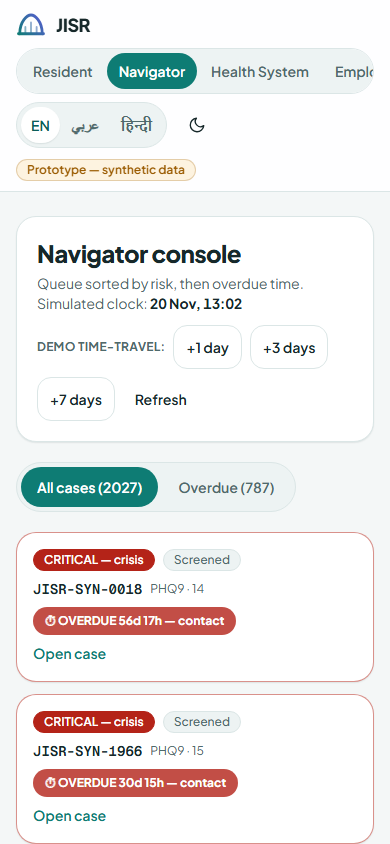 JISR
Resident Navigator Health System Emplo
EN عربي हिन्दी
Prototype — synthetic data
Navigator console
Queue sorted by risk, then overdue time.
Simulated clock: 20 Nov, 13:02
DEMO TIME-TRAVEL: +1 day +3 days
+7 days Refresh
All cases (2027) Overdue (787)
CRITICAL — crisis Screened
JISR-SYN-0018 PHQ9 · 14
⏱ OVERDUE 56d 17h — contact
Open case
CRITICAL — crisis Screened
JISR-SYN-1966 PHQ9 · 15
⏱ OVERDUE 30d 15h — contact
Open case